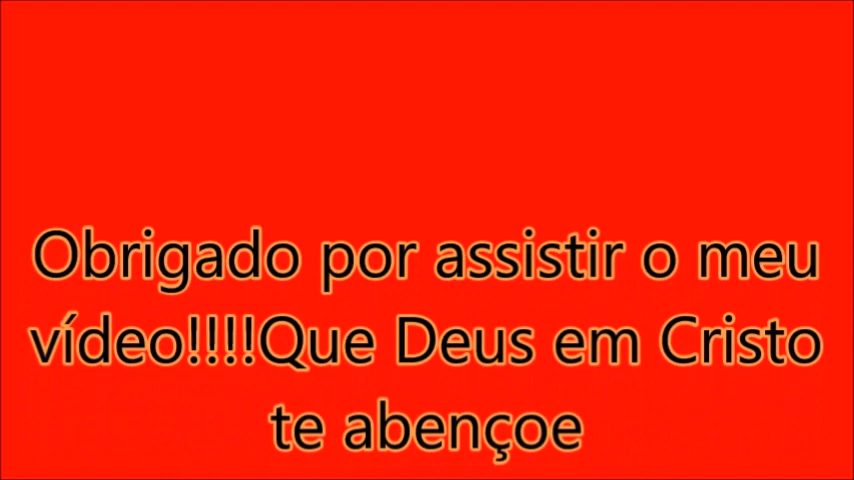 Obrigado por assistir o meu
vídeo!!!!Que Deus em Cristo
te abençoe